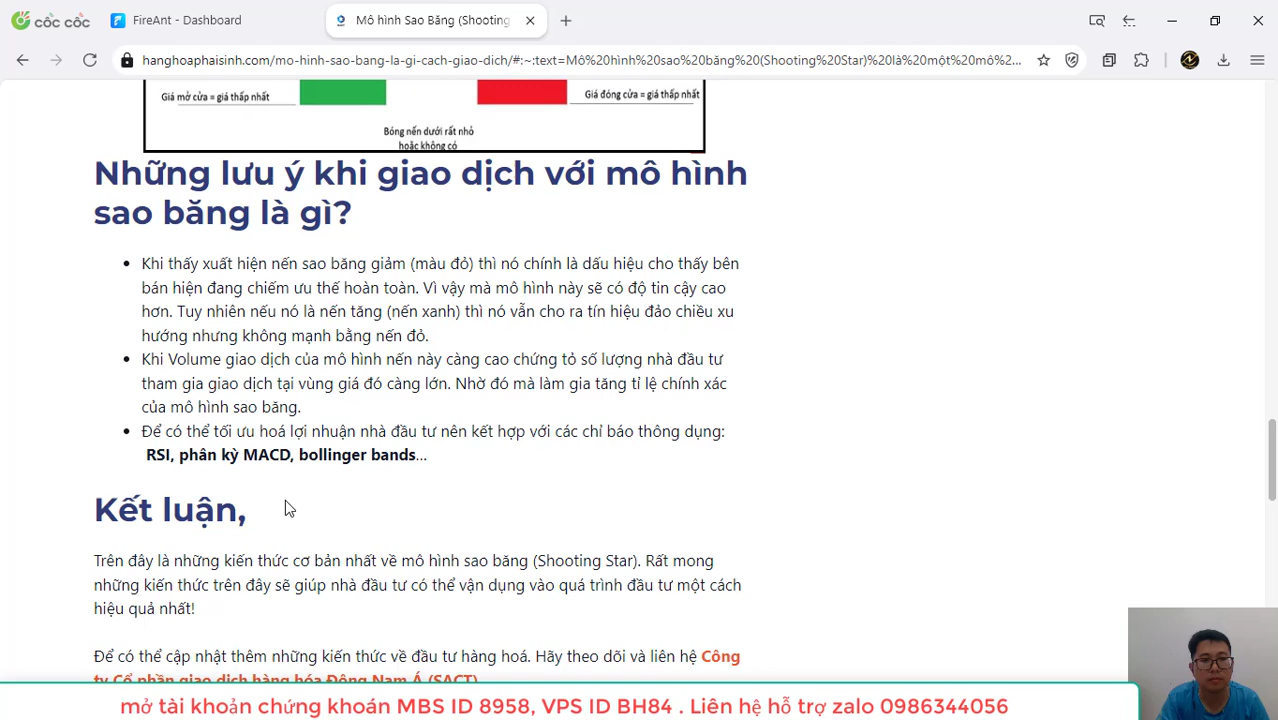 cốc cốc
FireAnt - Dashboard
Mô hình Sao Băng (Shooting
hanghoaphaisinh.com/mo-hinh-sao-bang-la-gi-cach-giao-dich/#:~:text=Mô%20hình%20sao%20băng%20(Shooting%20Star)%20là%20một%20mô%2...
Giá mở cửa = giá thấp nhất
Giá đóng cửa = giá thấp nhất
Bóng nến dưới rất nhỏ
hoặc không có
Những lưu ý khi giao dịch với mô hình
sao băng là gì?
Khi thấy xuất hiện nến sao băng giảm (màu đỏ) thì nó chính là dấu hiệu cho thấy bên
bán hiện đang chiếm ưu thế hoàn toàn. Vì vậy mà mô hình này sẽ có độ tin cậy cao
hơn. Tuy nhiên nếu nó là nến tăng (nến xanh) thì nó vẫn cho ra tín hiệu đảo chiều xu
hướng nhưng không mạnh bằng nến đỏ.
Khi Volume giao dịch của mô hình nến này càng cao chứng tỏ số lượng nhà đầu tư
tham gia giao dịch tại vùng giá đó càng lớn. Nhờ đó mà làm gia tăng tỉ lệ chính xác
của mô hình sao băng.
Để có thể tối ưu hoá lợi nhuận nhà đầu tư nên kết hợp với các chỉ báo thông dụng:
RSI, phân kỳ MACD, bollinger bands...
Kết luận,
Trên đây là những kiến thức cơ bản nhất về mô hình sao băng (Shooting Star). Rất mong
những kiến thức trên đây sẽ giúp nhà đầu tư có thể vận dụng vào quá trình đầu tư một cách
hiệu quả nhất!
Để có thể cập nhật thêm những kiến thức về đầu tư hàng hoá. Hãy theo dõi và liên hệ Công
ty Cổ phần giao dịch hàng hóa Đông Nam Á (SACT)
mở tài khoản chứng khoán MBS ID 8958, VPS ID BH84 . Liên hệ hỗ trợ zalo 0986344056